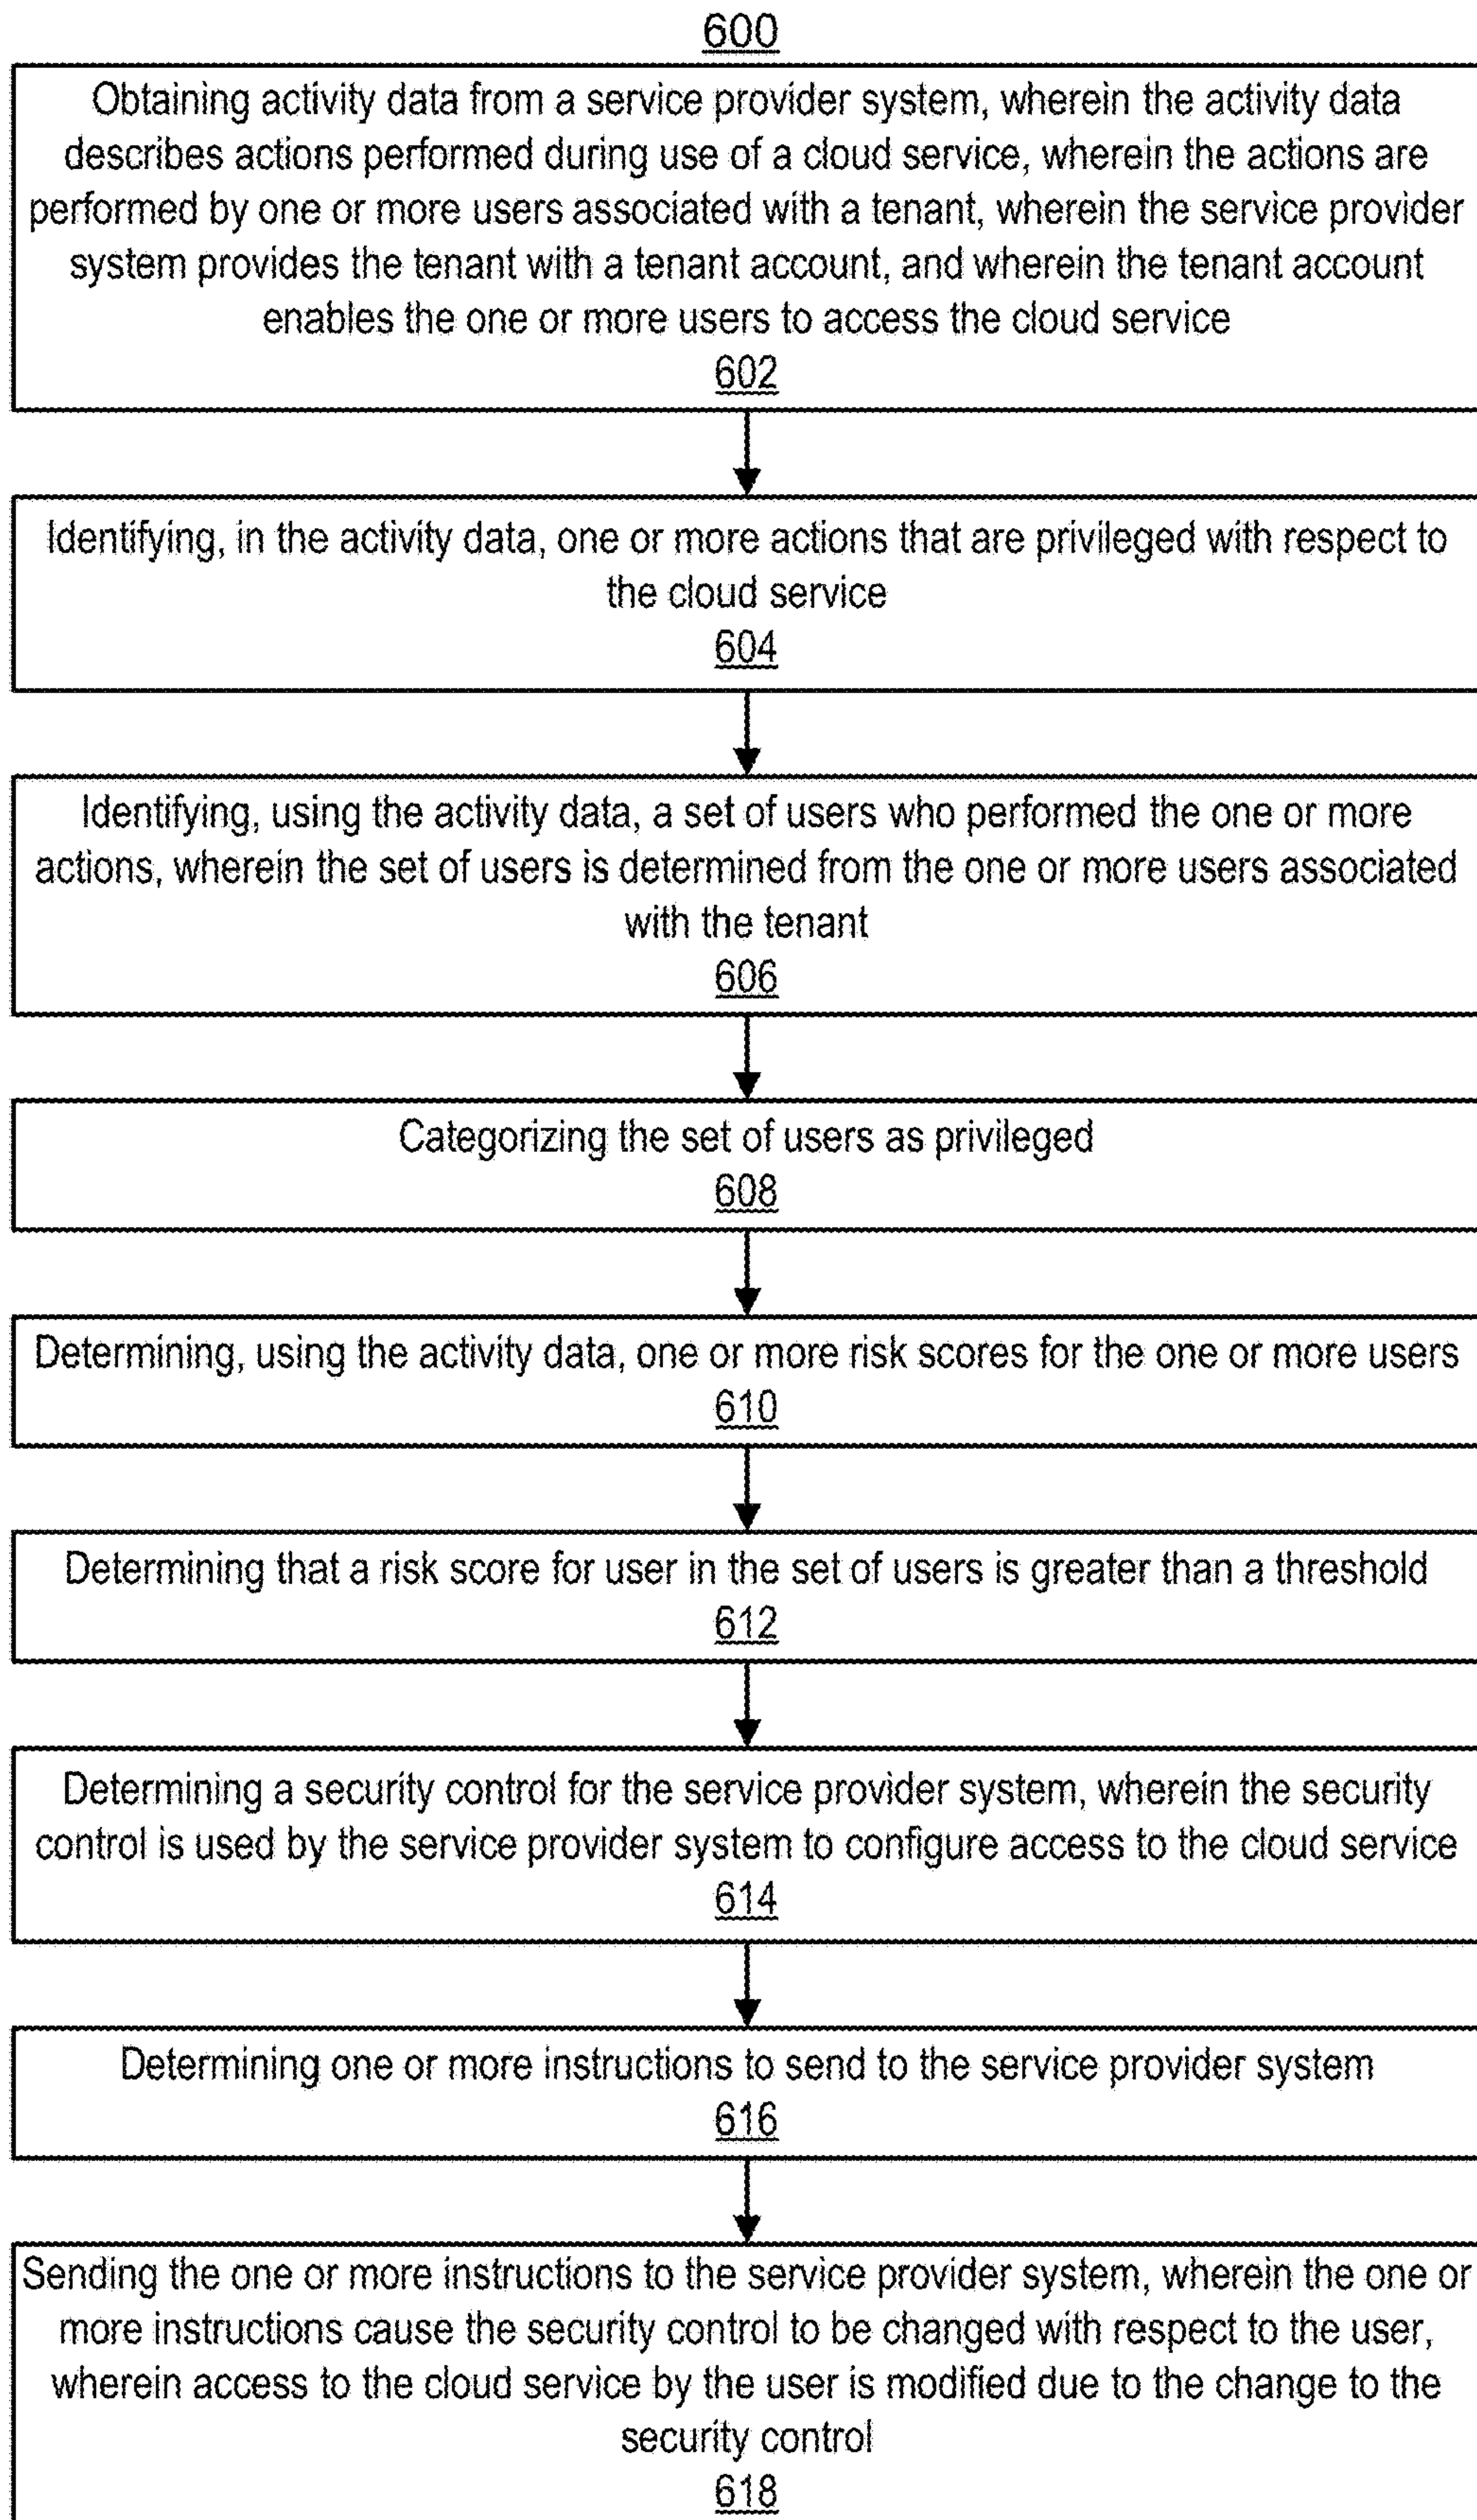 600
Obtaining activity data from a service provider system, wherein the activity data
describes actions performed during use of a cloud service, wherein the actions are
performed by one or more users associated with a tenant, wherein the service provider
system provides the tenant with a tenant account, and wherein the tenant account
enables the one or more users to access the cloud service
602
Identifying, in the activity data, one or more actions that are privileged with respect to
the cloud service
604
Identifying, using the activity data, a set of users who performed the one or more
actions, wherein the set of users is determined from the one or more users associated
with the tenant
606
Categorizing the set of users as privileged
608
Determining, using the activity data, one or more risk scores for the one or more users
610
Determining that a risk score for user in the set of users is greater than a threshold
612
Determining a security control for the service provider system, wherein the security
control is used by the service provider system to configure access to the cloud service
614
Determining one or more instructions to send to the service provider system
616
Sending the one or more instructions to the service provider system, wherein the one or
more instructions cause the security control to be changed with respect to the user,
wherein access to the cloud service by the user is modified due to the change to the
security control
618